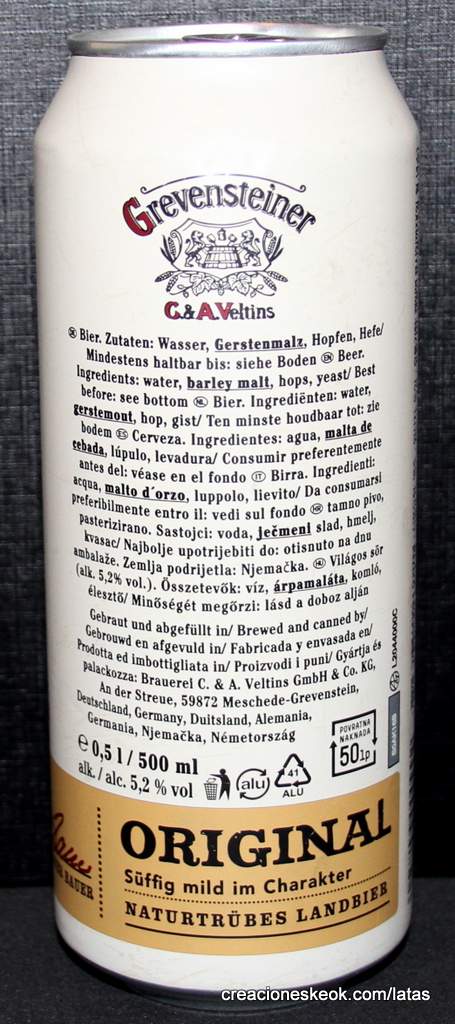 Grevensteiner
C.&A.Veltins
DE Bier. Zutaten: Wasser, Gerstenmalz, Hopfen, Hefe/
Mindestens haltbar bis: siehe Boden EN Beer.
Ingredients: water, barley malt, hops, yeast/ Best
before: see bottom NL Bier. Ingrediënten: water,
gerstemout, hop, gist/ Ten minste houdbaar tot: zie
bodem ES Cerveza. Ingredientes: agua, malta de
cebada, lúpulo, levadura/ Consumir preferentemente
antes del: véase en el fondo IT Birra. Ingredienti:
acqua, malto d´orzo, luppolo, lievito/ Da consumarsi
preferibilmente entro il: vedi sul fondo HR tamno pivo,
pasterizirano. Sastojci: voda, Ječmeni slad, hmelj,
kvasac/ Najbolje upotrijebiti do: otisnuto na dnu
ambalaže. Zemlja podrijetla: Njemačka. HU Világos sör
(alk. 5,2% vol.). Összetevők: víz, árpamaláta, komló,
élesztő/ Minőségét megőrzi: lásd a doboz alján
Gebraut und abgefüllt in/ Brewed and canned by/
Gebrouwd en afgevuld in/ Fabricada y envasada en/
Prodotta ed imbottigliata in/ Proizvodi i puni/ Gyártja és
palackozza: Brauerei C. & A. Veltins GmbH & Co. KG,
An der Streue, 59872 Meschede-Grevenstein,
Deutschland, Germany, Duitsland, Alemania,
Germania, Njemačka, Németország
e 0,5 l / 500 ml
alk. / alc. 5,2 % vol
alu
41
ALU
POVRATNA
NAKNADA
50lp
L2044000C
ORIGINAL
Süffig mild im Charakter
NATURTRÜBES LANDBIER
BAUER
creacioneskeok.com/latas